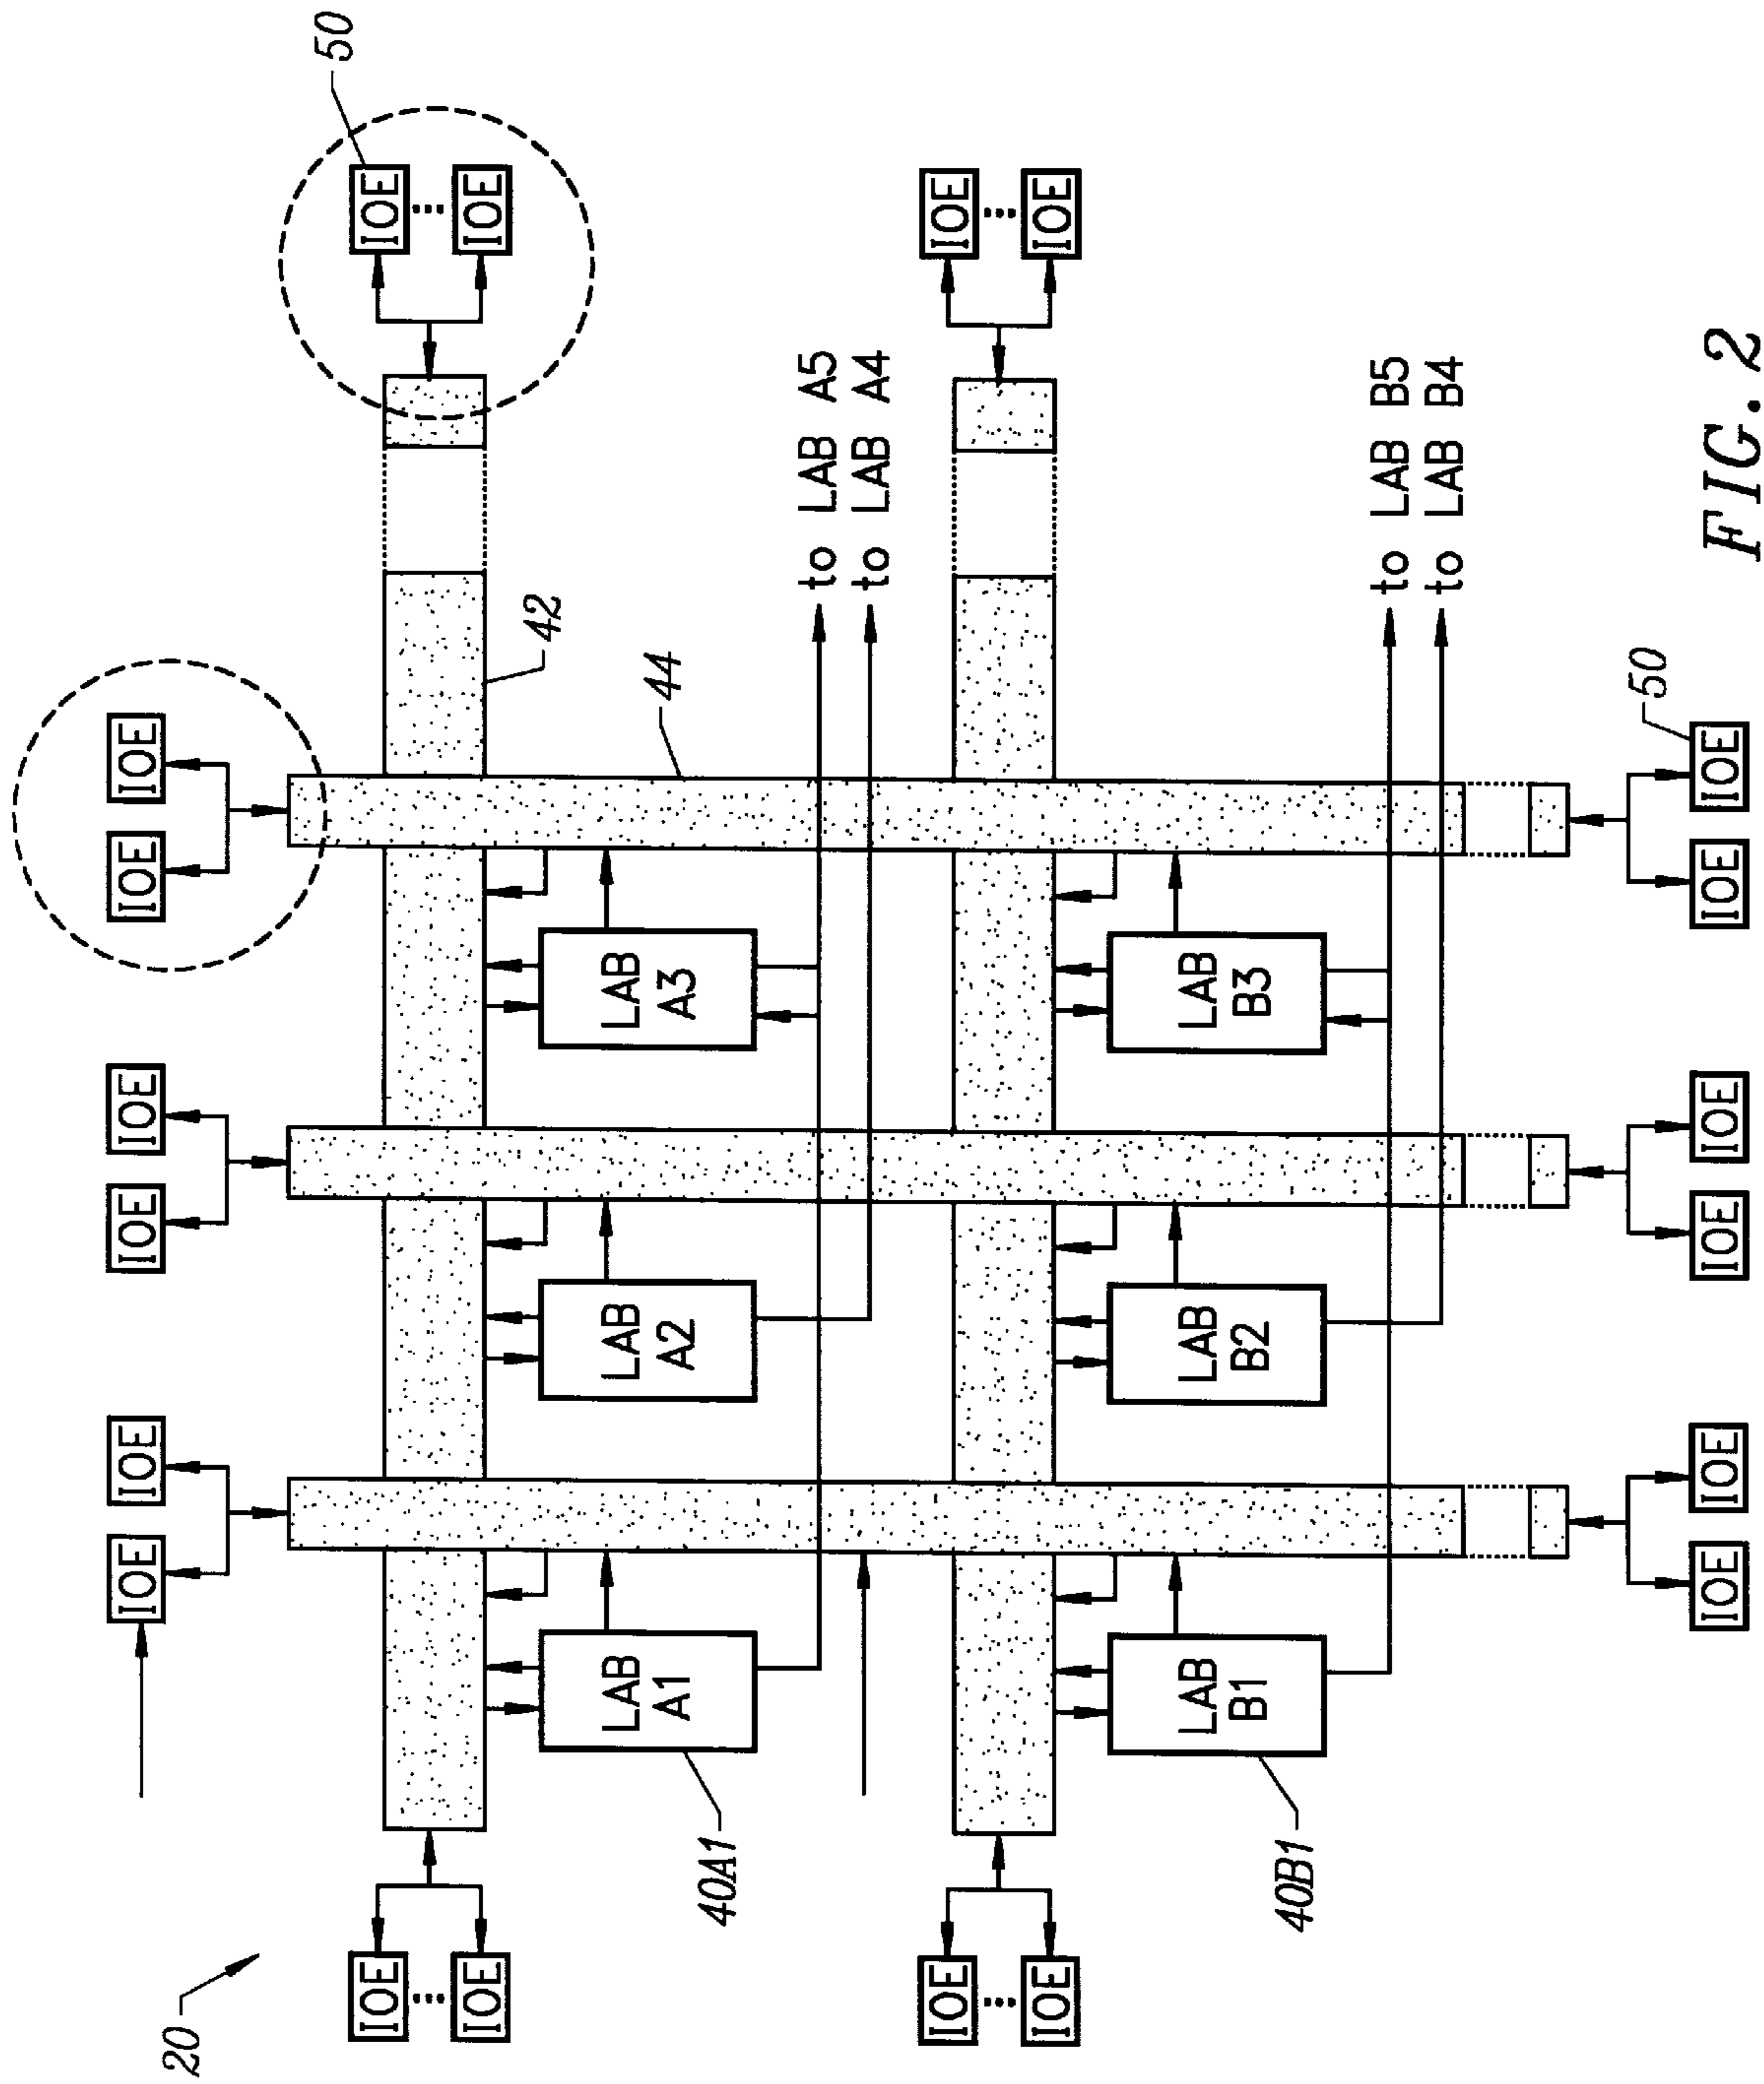 20
50
IOE IOE IOE IOE IOE IOE
IOE IOE
IOE IOE
42
44
LAB A1
LAB A2
LAB A3
40A1
to LAB A5
to LAB A4
IOE IOE
IOE IOE
LAB B1
LAB B2
LAB B3
40B1
to LAB B5
to LAB B4
50
IOE IOE IOE IOE IOE IOE
FIG. 2